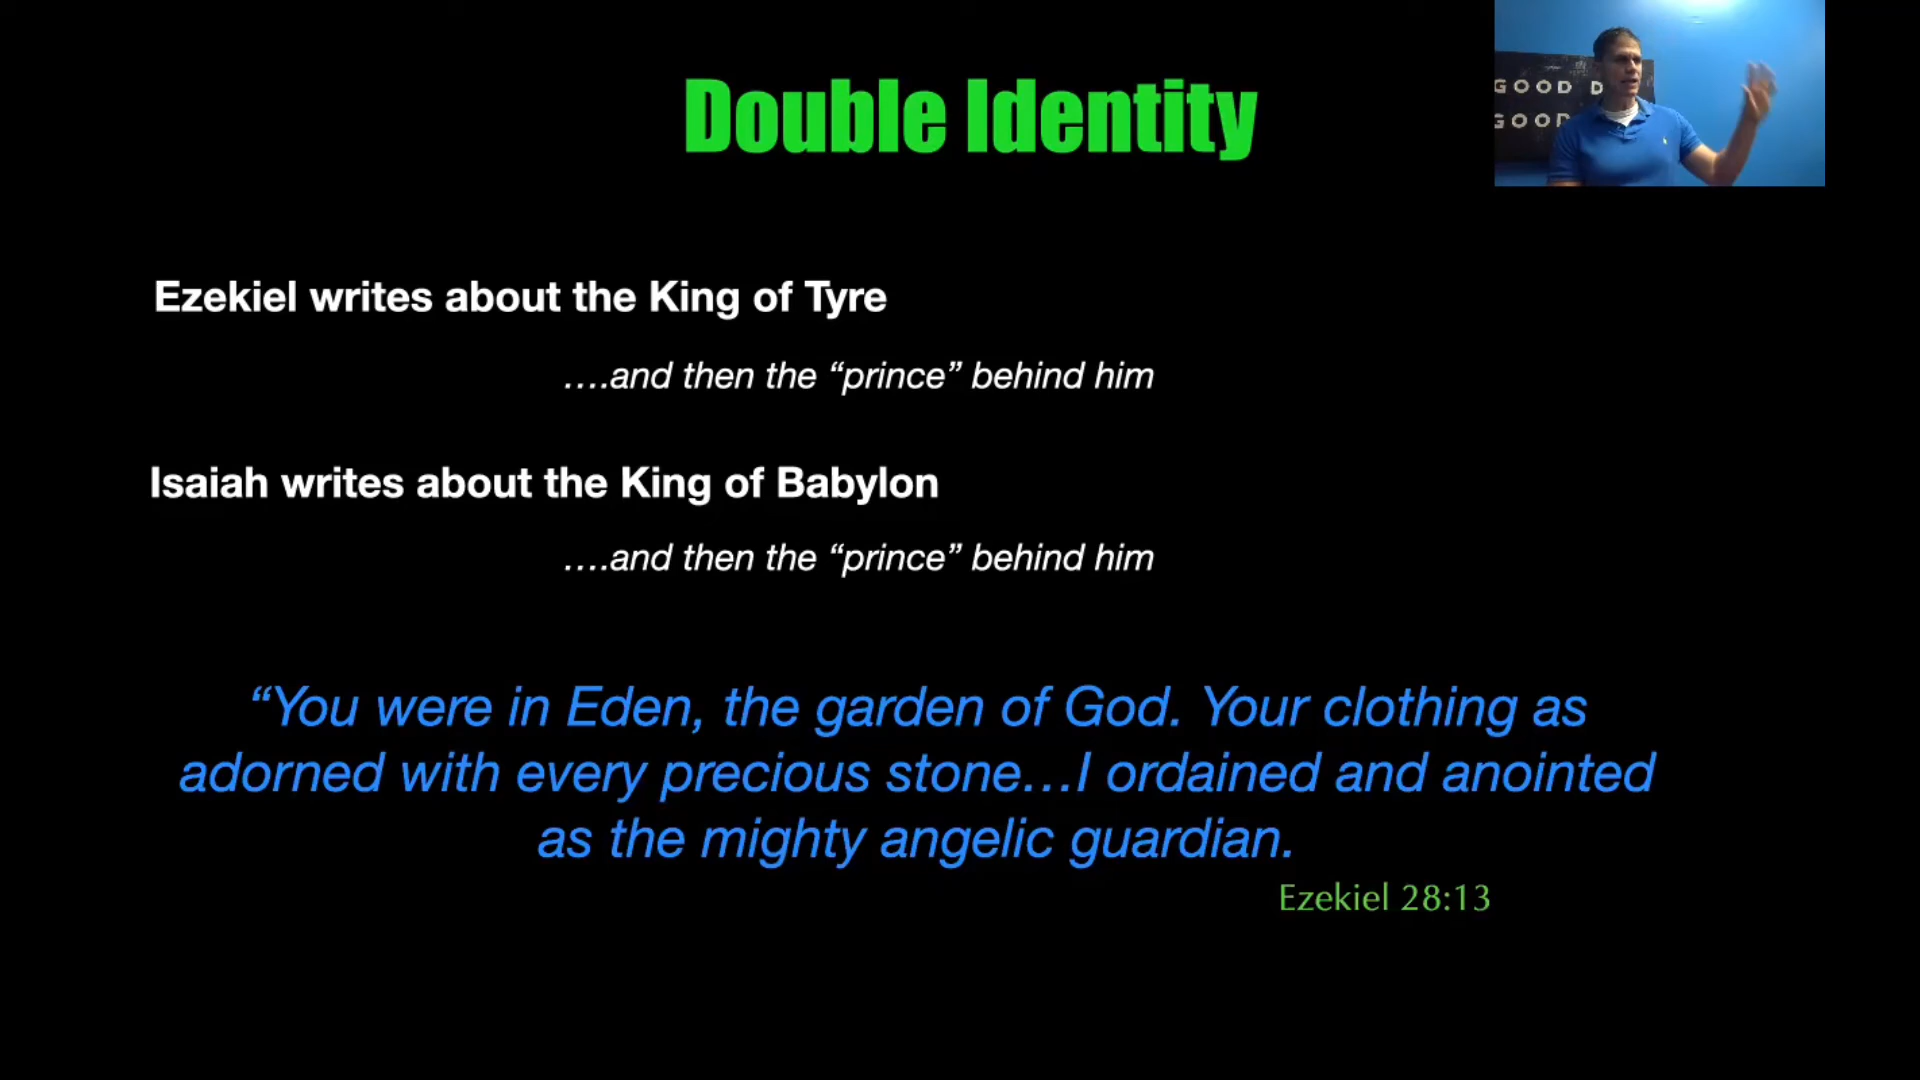 Double Identity
GOOD D
GOOD
Ezekiel writes about the King of Tyre
….and then the “prince” behind him
Isaiah writes about the King of Babylon
….and then the “prince” behind him
“You were in Eden, the garden of God. Your clothing as
adorned with every precious stone…I ordained and anointed
as the mighty angelic guardian.
Ezekiel 28:13